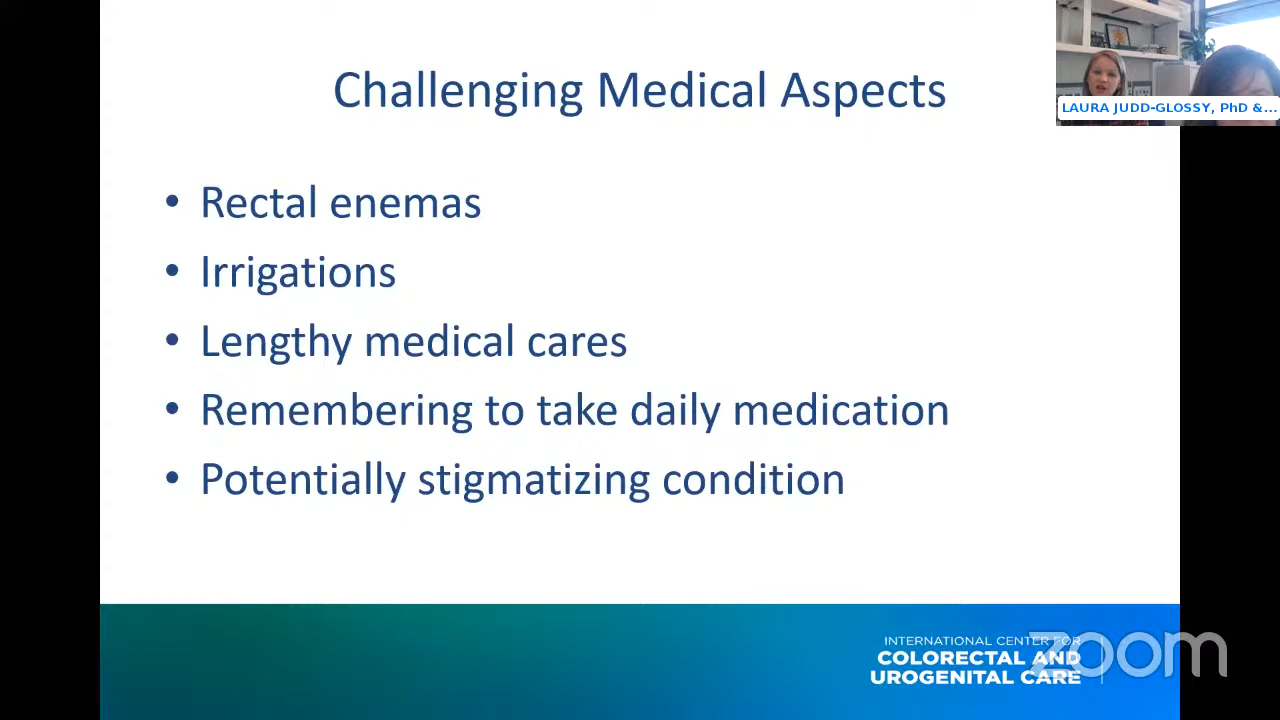 Challenging Medical Aspects
LAURA JUDD-GLOSSY, PhD &...
• Rectal enemas
• Irrigations
• Lengthy medical cares
• Remembering to take daily medication
• Potentially stigmatizing condition
INTERNATIONAL CENTER FOR
COLORECTAL AND
UROGENITAL CARE
zoom